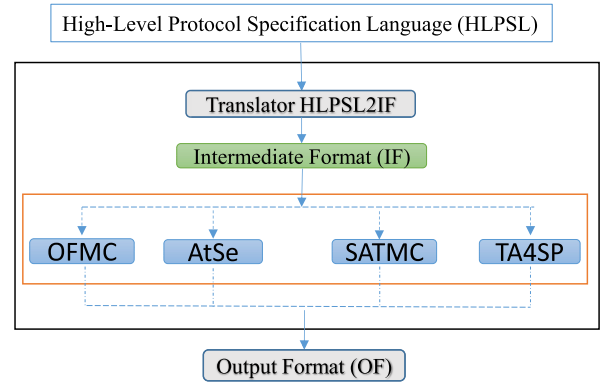 High-Level Protocol Specification Language (HLPSL)
Translator HLPSL2IF
Intermediate Format (IF)
OFMC AtSe SATMC TA4SP
Output Format (OF)